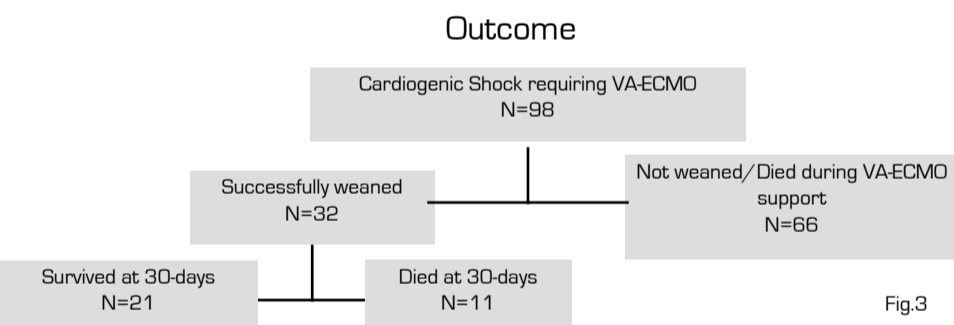 Outcome
Cardiogenic Shock requiring VA-ECMO
N=98
Successfully weaned
N=32
Not weaned/Died during VA-ECMO
support
N=66
Survived at 30-days
N=21
Died at 30-days
N=11
Fig.3